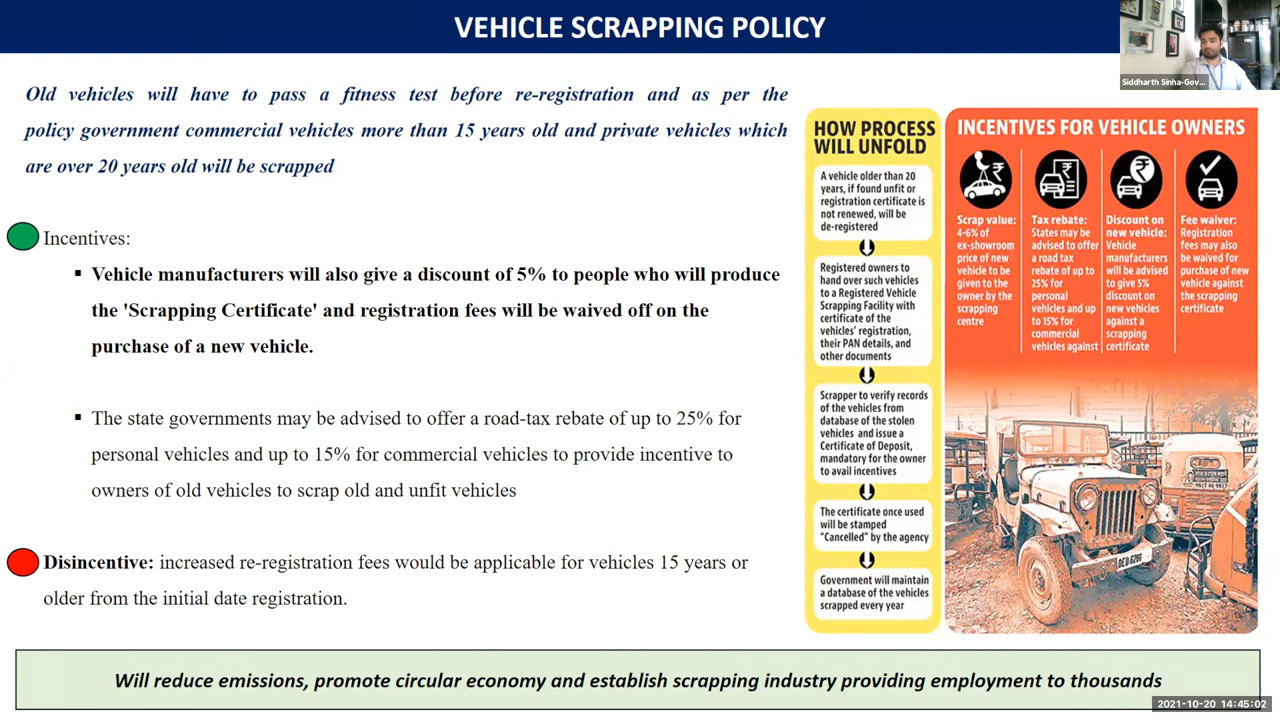 VEHICLE SCRAPPING POLICY
Siddharth Sinha-Gov...
Old vehicles will have to pass a fitness test before re-registration and as per the
policy government commercial vehicles more than 15 years old and private vehicles which
are over 20 years old will be scrapped
Incentives:
▪ Vehicle manufacturers will also give a discount of 5% to people who will produce
the 'Scrapping Certificate' and registration fees will be waived off on the
purchase of a new vehicle.
▪ The state governments may be advised to offer a road-tax rebate of up to 25% for
personal vehicles and up to 15% for commercial vehicles to provide incentive to
owners of old vehicles to scrap old and unfit vehicles
Disincentive: increased re-registration fees would be applicable for vehicles 15 years or
older from the initial date registration.
HOW PROCESS
WILL UNFOLD
A vehicle older than 20
years, if found unfit or
registration certificate is
not renewed, will be
de-registered
Registered owners to
hand over such vehicles
to a Registered Vehicle
Scrapping Facility with
certificate of the
vehicles' registration,
their PAN details, and
other documents
Scrapper to verify records
of the vehicles from
database of the stolen
vehicles and issue a
Certificate of Deposit,
mandatory for the owner
to avail incentives
The certificate once used
will be stamped
"Cancelled" by the agency
Government will maintain
a database of the vehicles
scrapped every year
INCENTIVES FOR VEHICLE OWNERS
Scrap value:
4-6% of
ex-showroom
price of new
vehicle to be
given to the
owner by the
scrapping
centre
Tax rebate:
States may be
advised to offer
a road tax
rebate of up to
25% for
personal
vehicles and up
to 15% for
commercial
vehicles against
Discount on
new vehicle:
Vehicle
manufacturers
will be advised
to give 5%
discount on
new vehicles
against a
scrapping
certificate
Fee waiver:
Registration
fees may also
be waived for
purchase of new
vehicle against
the scrapping
certificate
Will reduce emissions, promote circular economy and establish scrapping industry providing employment to thousands
2021-10-20 14:45:02